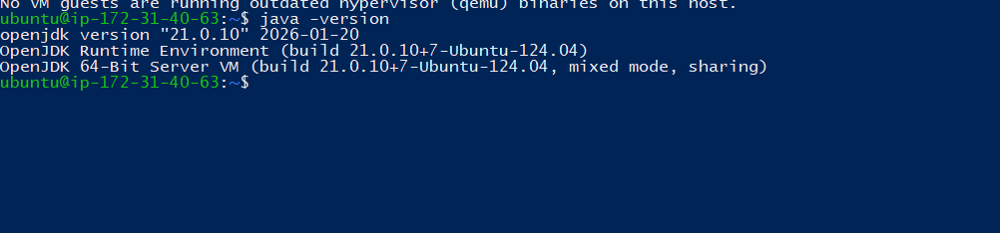 No VM guests are running outdated hypervisor (qemu) binaries on this host.
ubuntu@ip-172-31-40-63:~$ java -version
openjdk version "21.0.10" 2026-01-20
OpenJDK Runtime Environment (build 21.0.10+7-Ubuntu-124.04)
OpenJDK 64-Bit Server VM (build 21.0.10+7-Ubuntu-124.04, mixed mode, sharing)
ubuntu@ip-172-31-40-63:~$